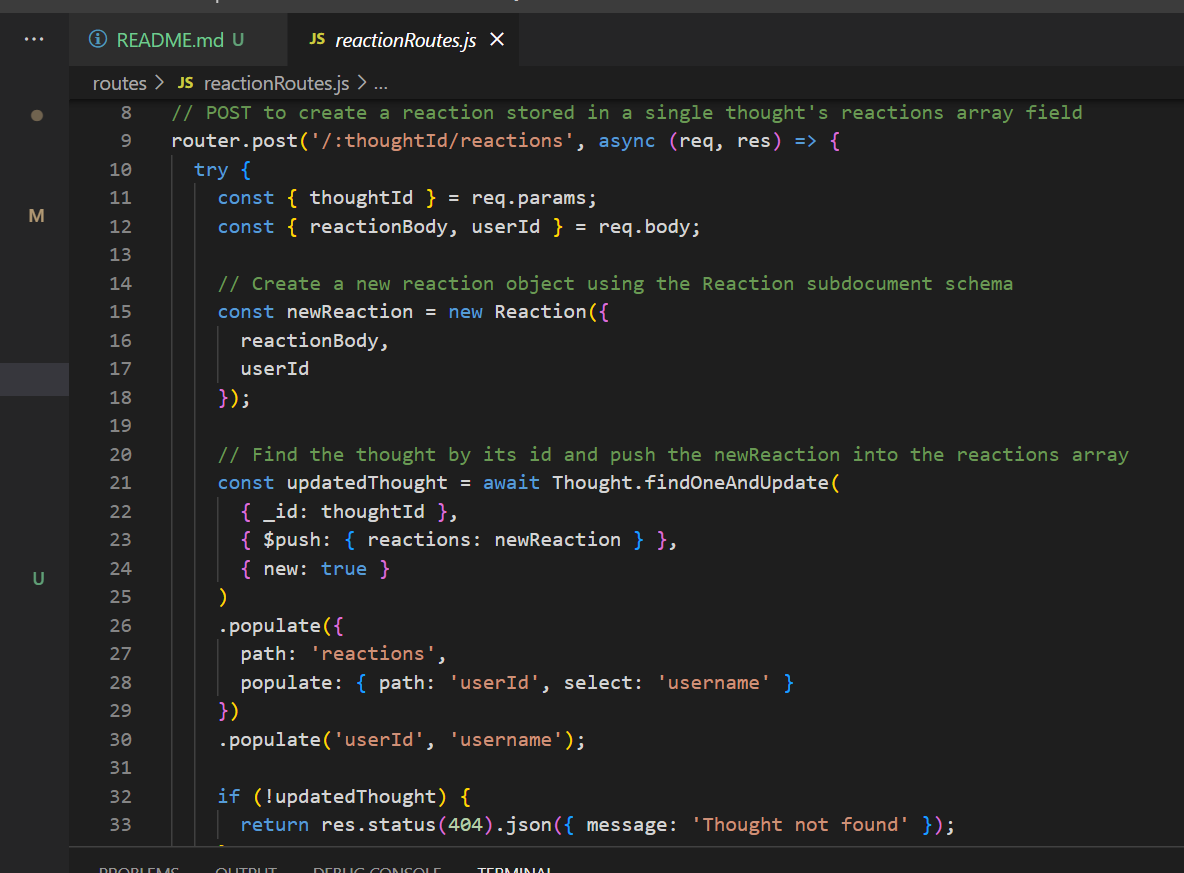 README.md U
JS reactionRoutes.js
routes > JS reactionRoutes.js > ...
M
U
8 // POST to create a reaction stored in a single thought's reactions array field
9 router.post('/:thoughtId/reactions', async (req, res) => {
10 try {
11 const { thoughtId } = req.params;
12 const { reactionBody, userId } = req.body;
13
14 // Create a new reaction object using the Reaction subdocument schema
15 const newReaction = new Reaction({
16 reactionBody,
17 userId
18 });
19
20 // Find the thought by its id and push the newReaction into the reactions array
21 const updatedThought = await Thought.findOneAndUpdate(
22 { _id: thoughtId },
23 { $push: { reactions: newReaction } },
24 { new: true }
25 )
26 .populate({
27 path: 'reactions',
28 populate: { path: 'userId', select: 'username' }
29 })
30 .populate('userId', 'username');
31
32 if (!updatedThought) {
33 return res.status(404).json({ message: 'Thought not found' });
PROBLEMS OUTPUT DEBUG CONSOLE TERMINAL